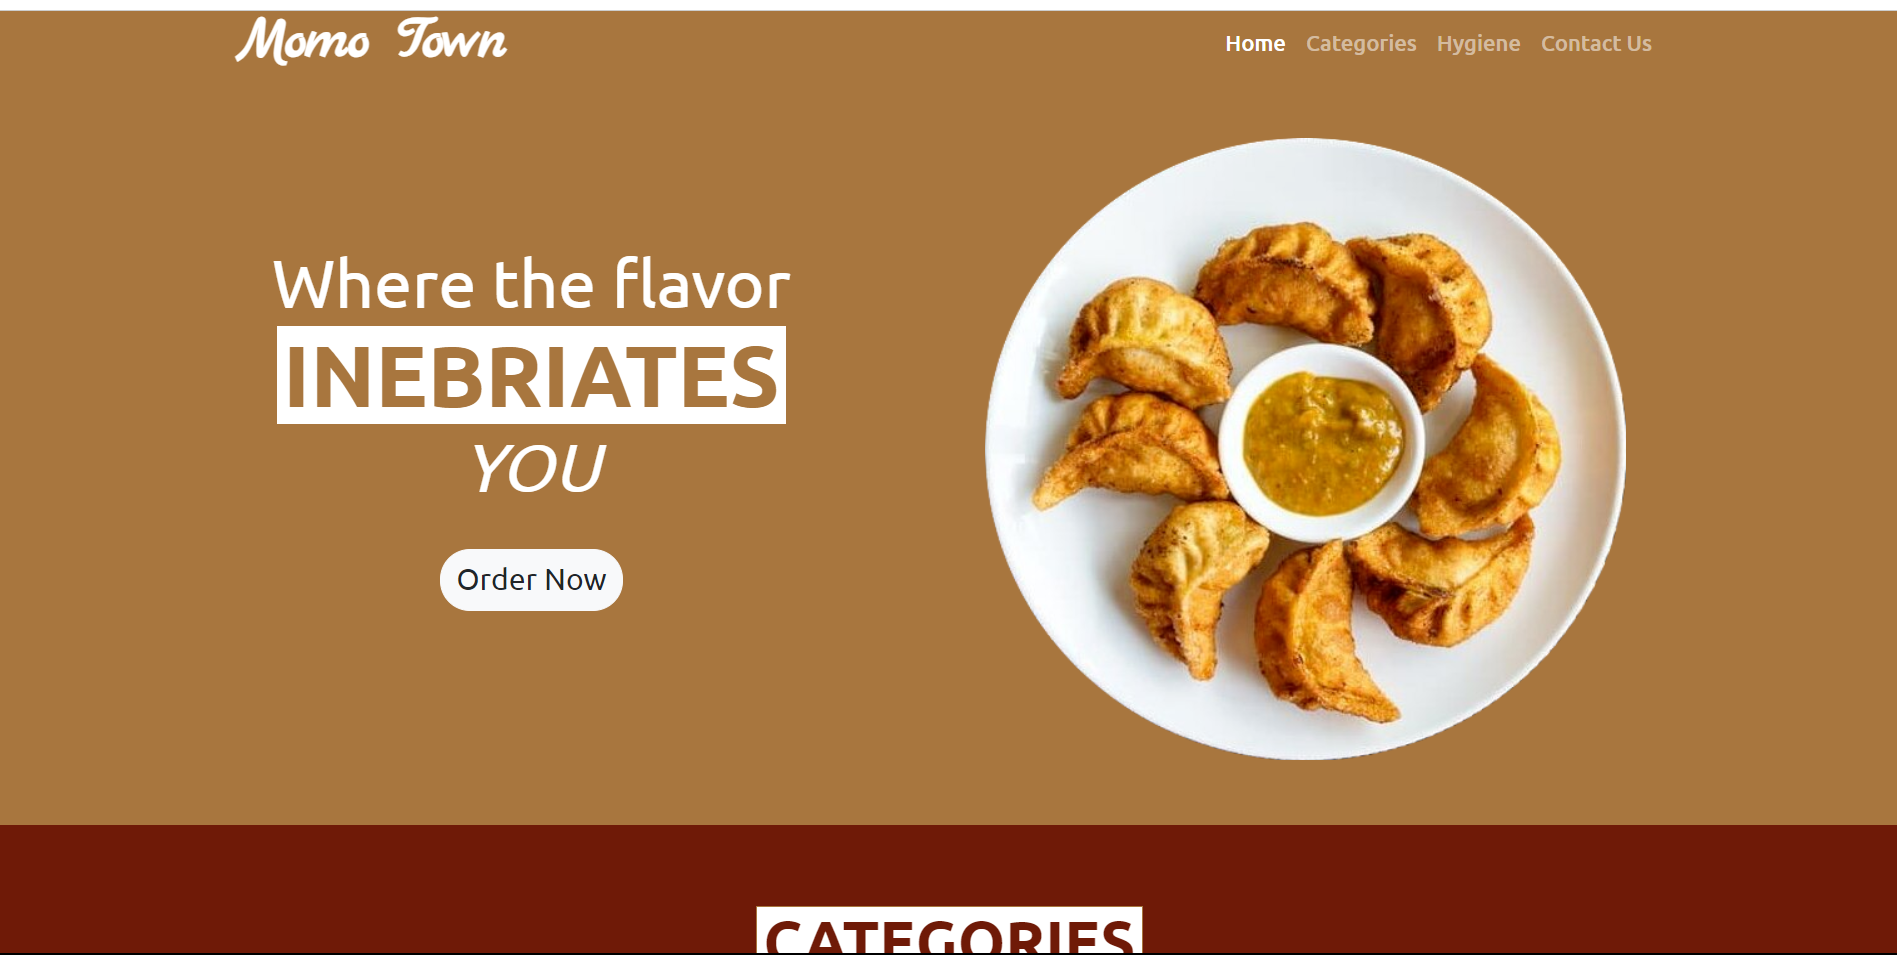 Momo Town
Home Categories Hygiene Contact Us
Where the flavor
INEBRIATES
YOU
Order Now
CATEGORIES